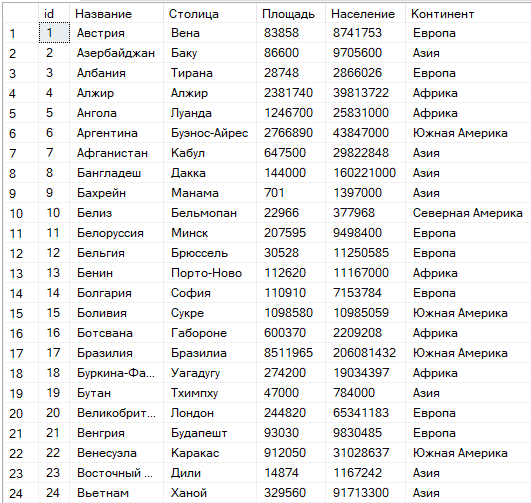 id Название Столица Площадь Население Континент
1 1 Австрия Вена 83858 8741753 Европа
2 2 Азербайджан Баку 86600 9705600 Азия
3 3 Албания Тирана 28748 2866026 Европа
4 4 Алжир Алжир 2381740 39813722 Африка
5 5 Ангола Луанда 1246700 25831000 Африка
6 6 Аргентина Буэнос-Айрес 2766890 43847000 Южная Америка
7 7 Афганистан Кабул 647500 29822848 Азия
8 8 Бангладеш Дакка 144000 160221000 Азия
9 9 Бахрейн Манама 701 1397000 Азия
10 10 Белиз Бельмопан 22966 377968 Северная Америка
11 11 Белоруссия Минск 207595 9498400 Европа
12 12 Бельгия Брюссель 30528 11250585 Европа
13 13 Бенин Порто-Ново 112620 11167000 Африка
14 14 Болгария София 110910 7153784 Европа
15 15 Боливия Сукре 1098580 10985059 Южная Америка
16 16 Ботсвана Габороне 600370 2209208 Африка
17 17 Бразилия Бразилиа 8511965 206081432 Южная Америка
18 18 Буркина-Фа... Уагадугу 274200 19034397 Африка
19 19 Бутан Тхимпху 47000 784000 Азия
20 20 Великобрит... Лондон 244820 65341183 Европа
21 21 Венгрия Будапешт 93030 9830485 Европа
22 22 Венесуэла Каракас 912050 31028637 Южная Америка
23 23 Восточный ... Дили 14874 1167242 Азия
24 24 Вьетнам Ханой 329560 91713300 Азия